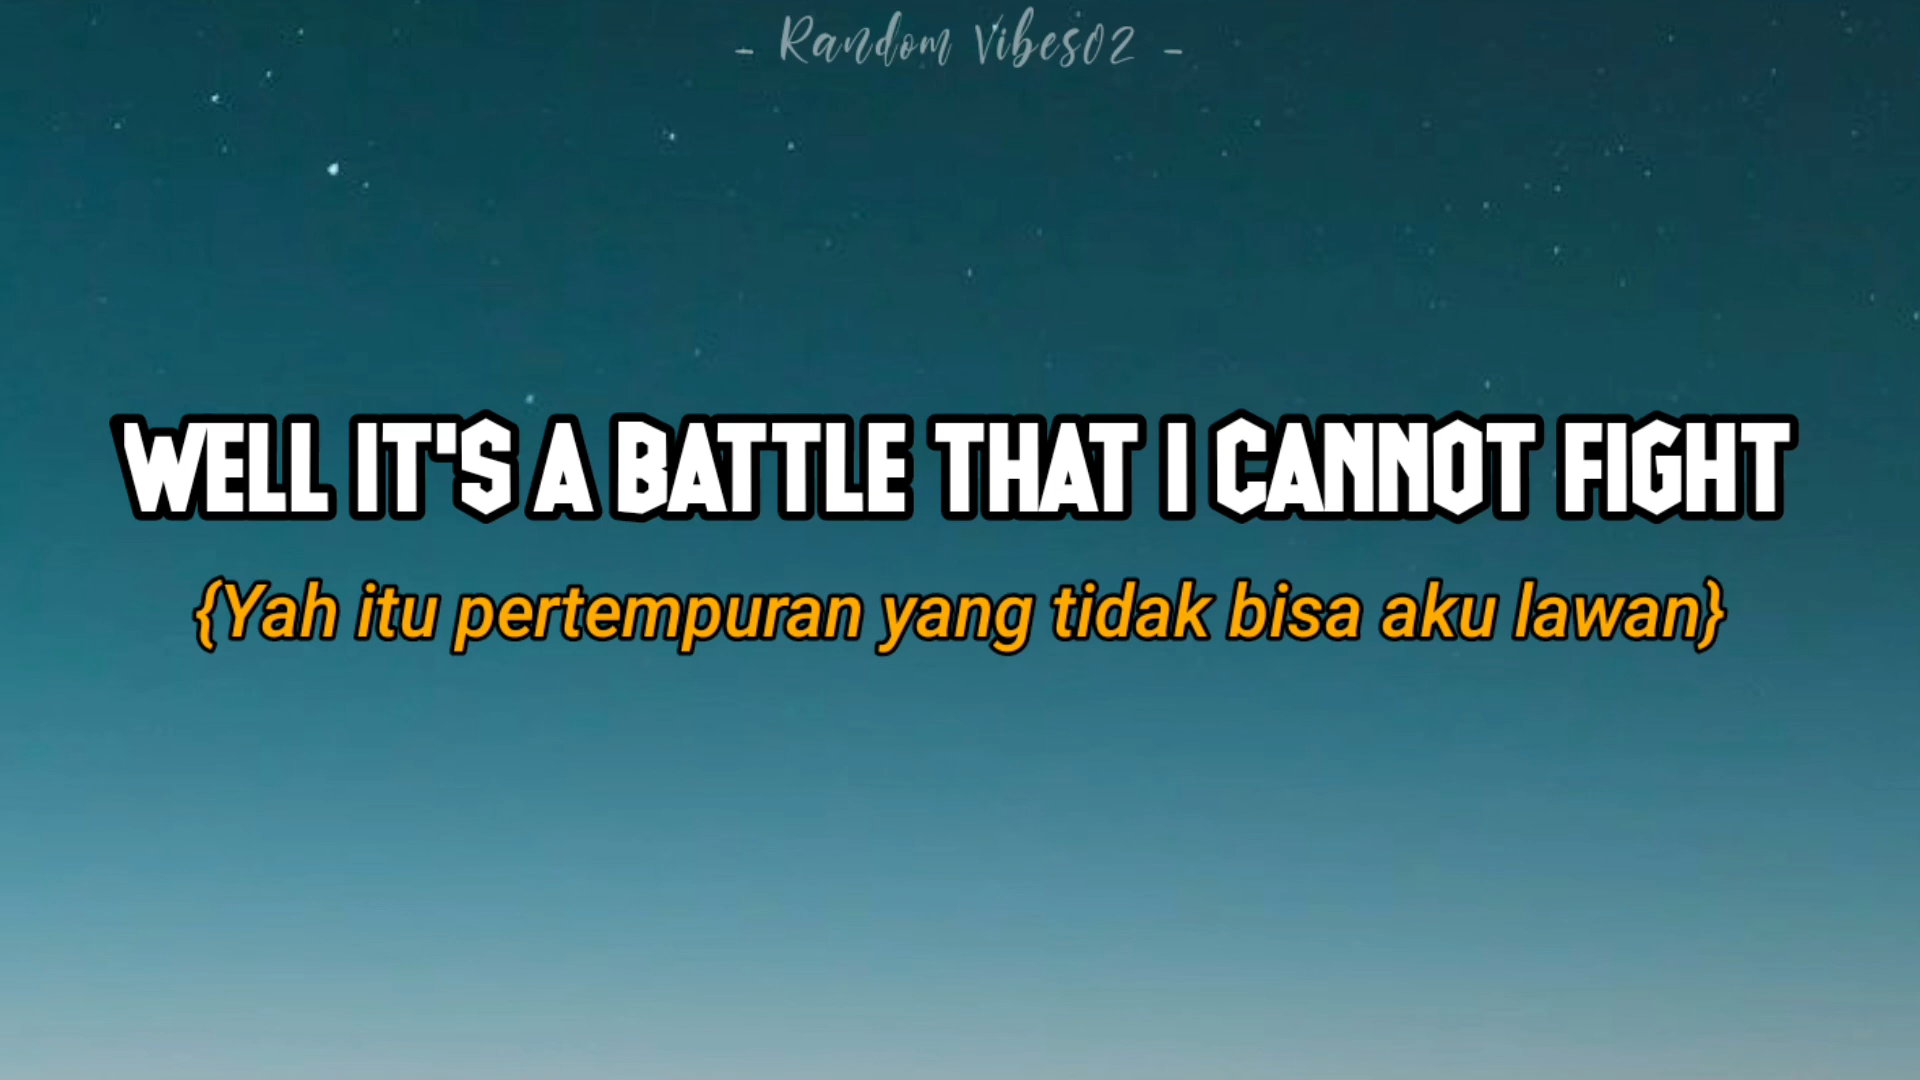 - Random Vibes02 -
WELL IT'S A BATTLE THAT I CANNOT FIGHT
{Yah itu pertempuran yang tidak bisa aku lawan}